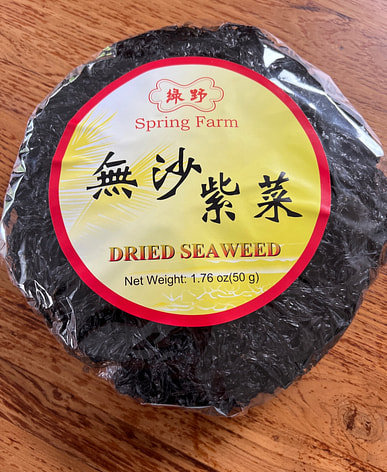 綠野
Spring Farm
無沙紫菜
DRIED SEAWEED
Net Weight: 1.76 oz(50 g)